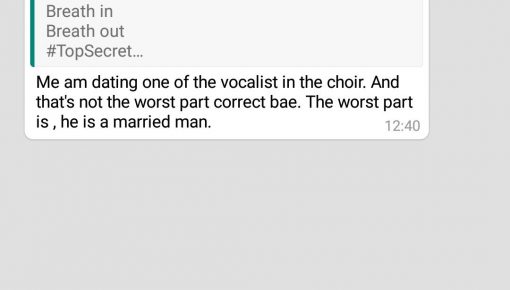 Breath in
Breath out
#TopSecret...
Me am dating one of the vocalist in the choir. And
that's not the worst part correct bae. The worst part
is , he is a married man.
12:40